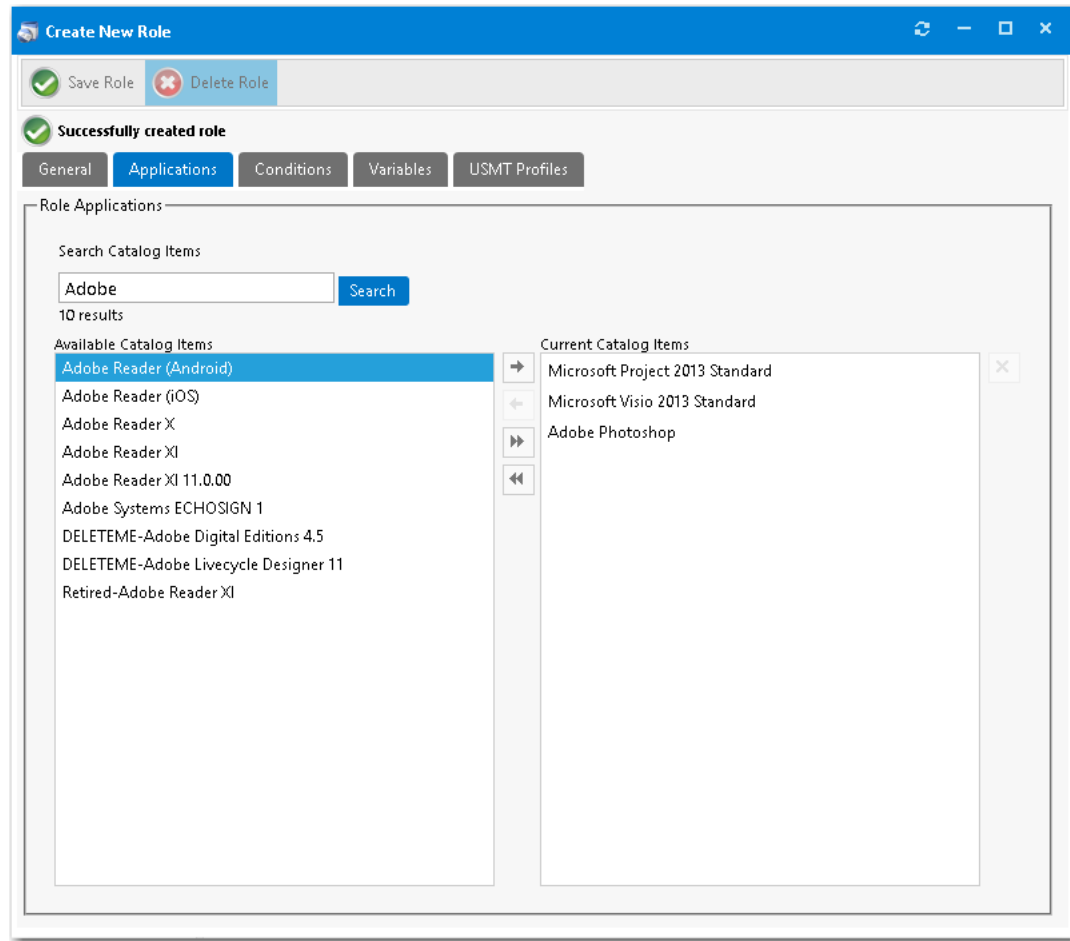 Create New Role
Save Role Delete Role
Successfully created role
General Applications Conditions Variables USMT Profiles
Role Applications
Search Catalog Items
Adobe Search
10 results
Available Catalog Items Current Catalog Items
Adobe Reader (Android) Microsoft Project 2013 Standard
Adobe Reader (iOS) Microsoft Visio 2013 Standard
Adobe Reader X Adobe Photoshop
Adobe Reader XI
Adobe Reader XI 11.0.00
Adobe Systems ECHOSIGN 1
DELETEME-Adobe Digital Editions 4.5
DELETEME-Adobe Livecycle Designer 11
Retired-Adobe Reader XI